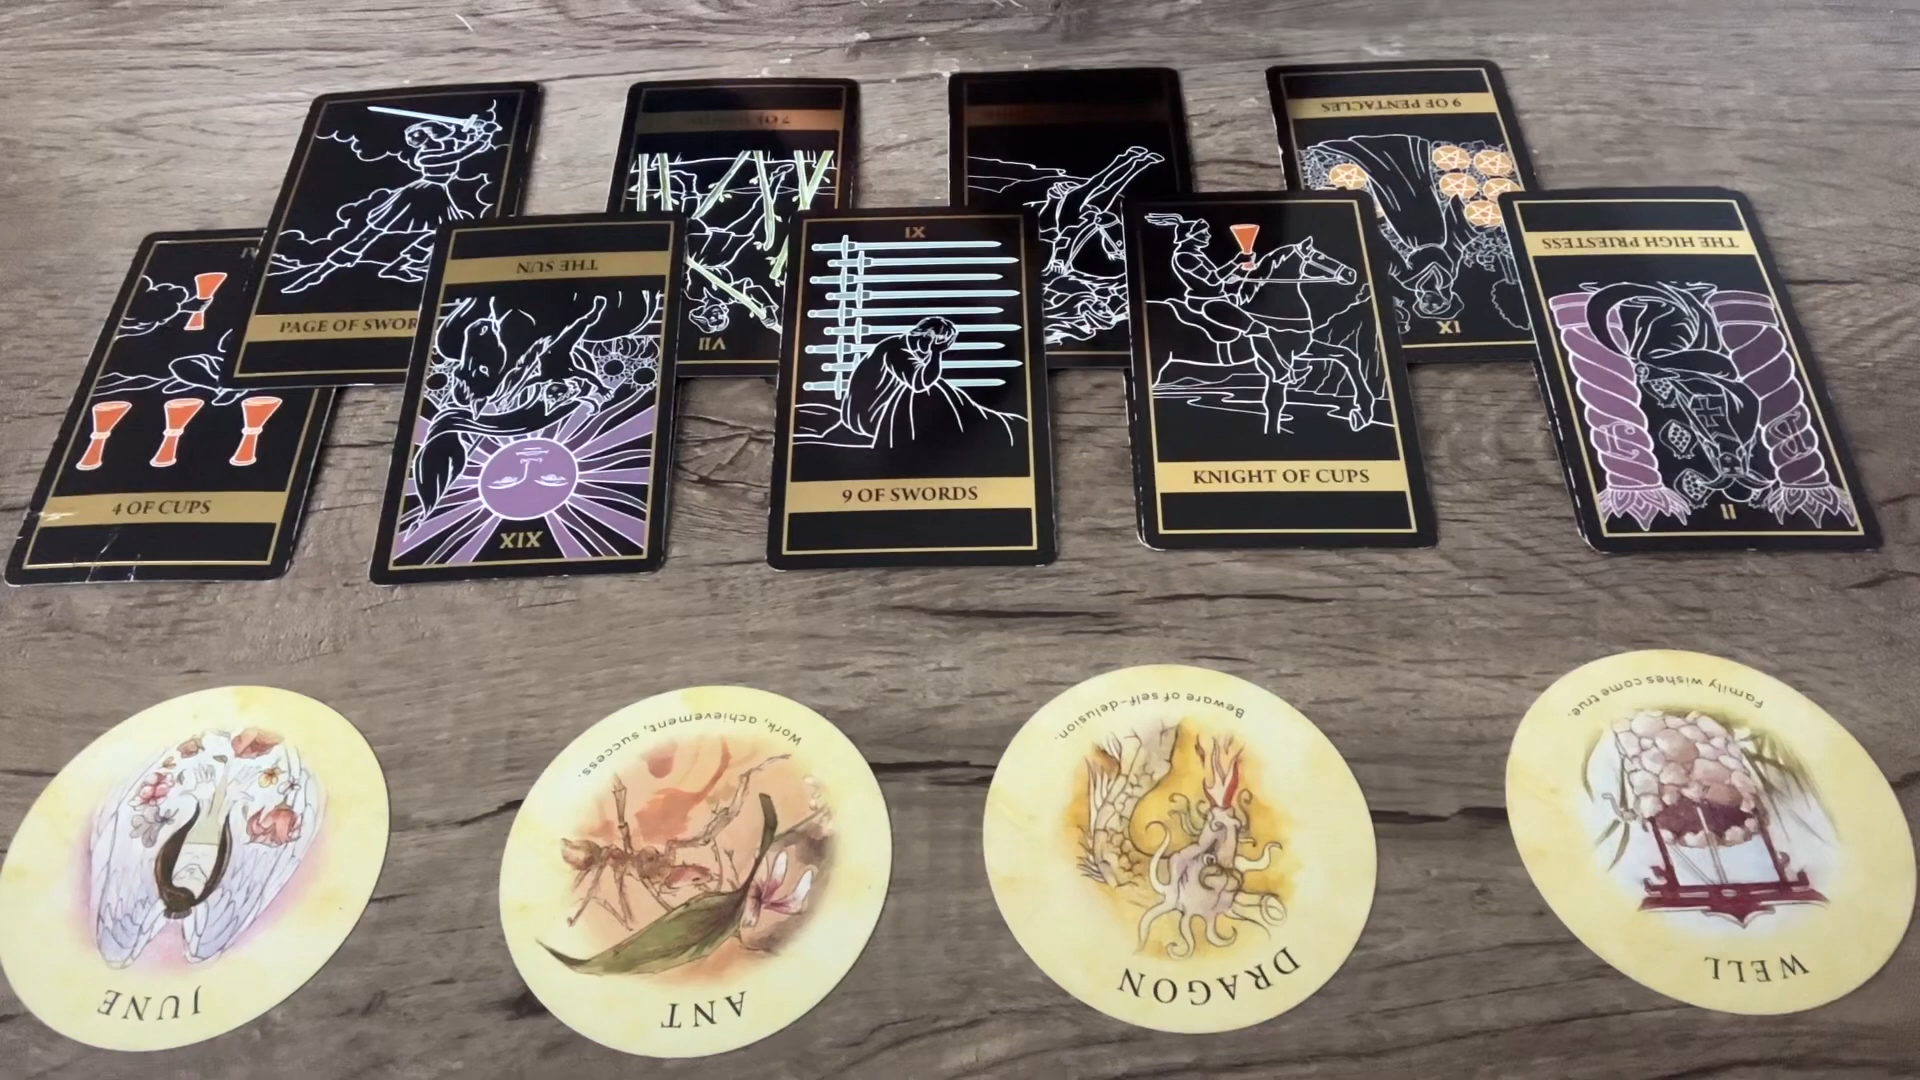 9 OF PENTACLES
IX
PAGE OF SWOR
VII
THE SUN
XIX
IX
9 OF SWORDS
KNIGHT OF CUPS
THE HIGH PRIESTESS
II
4 OF CUPS
JUNE
Work, achievement, success.
ANT
Beware of self-delusion.
DRAGON
Family wishes come true.
WELL